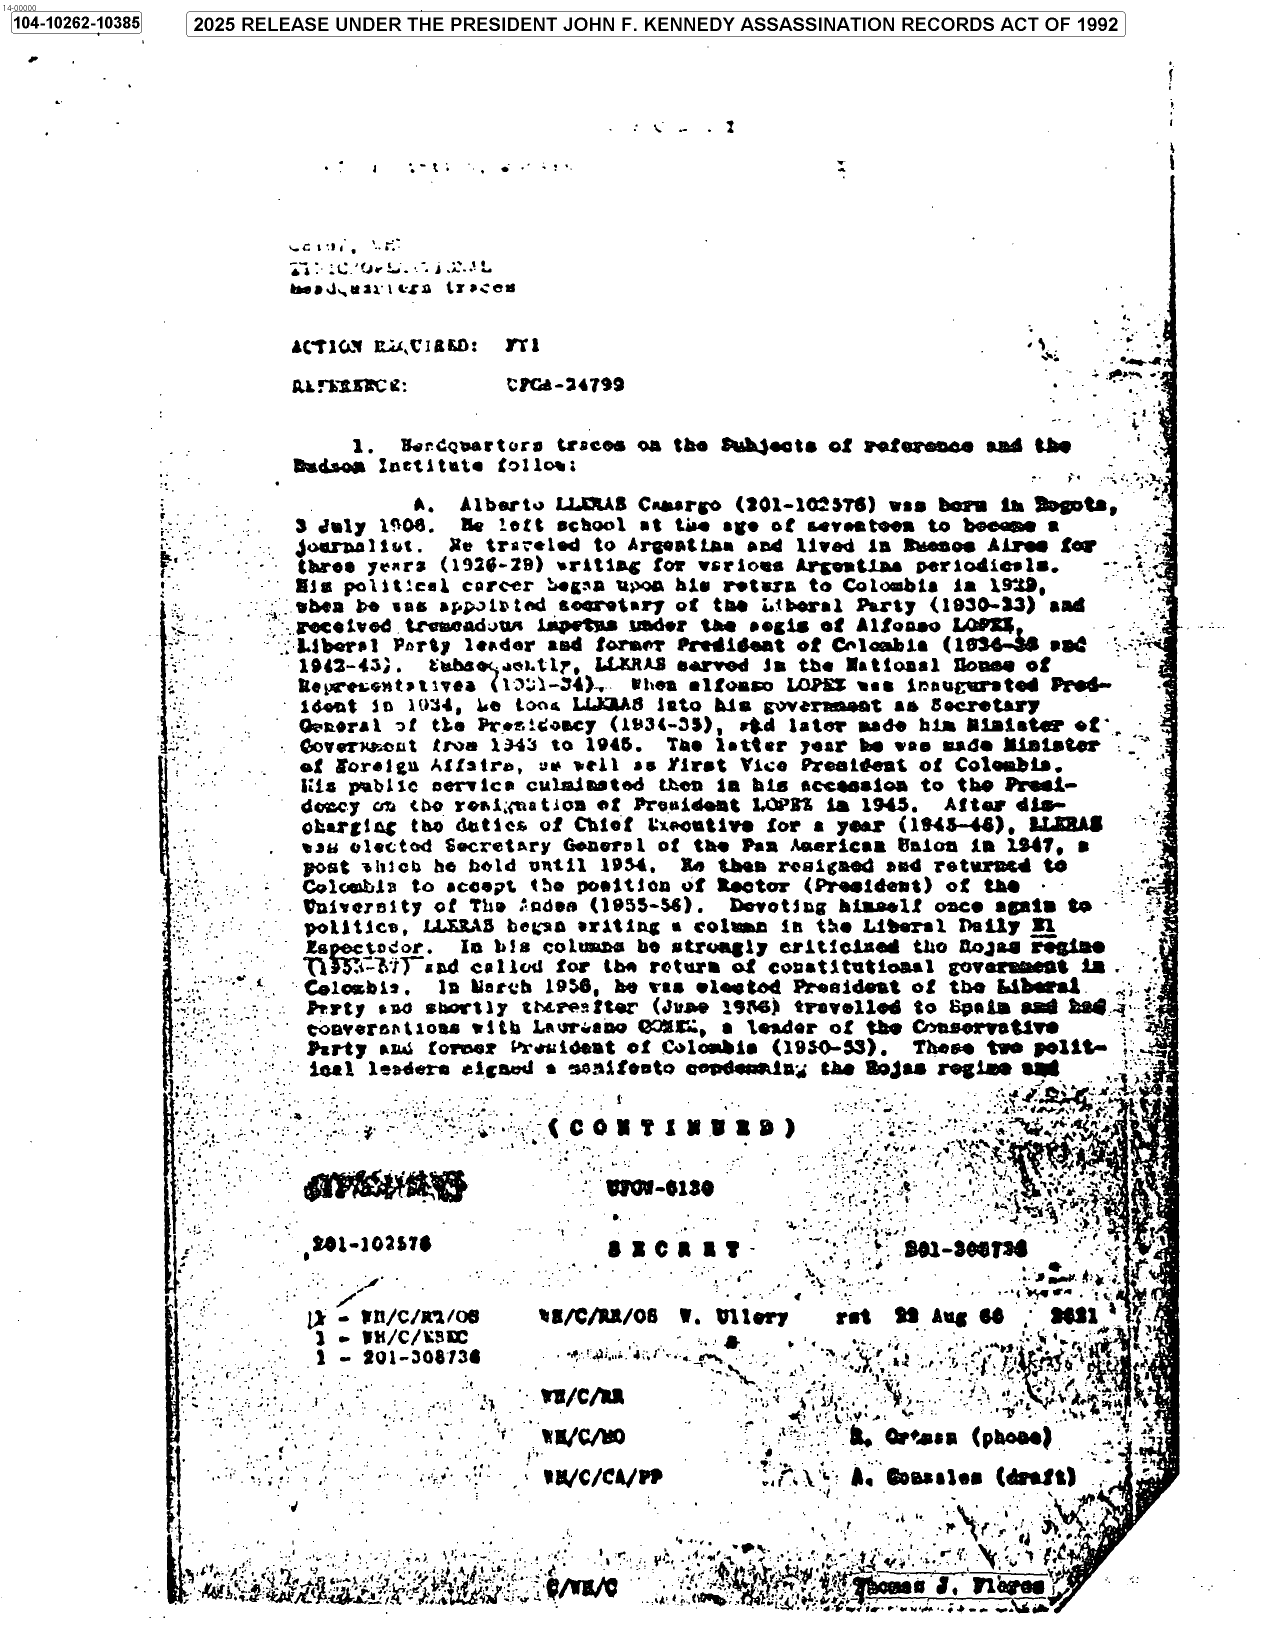 14-00000
104-10262-10385
2025 RELEASE UNDER THE PRESIDENT JOHN F. KENNEDY ASSASSINATION RECORDS ACT OF 1992
Headquarters traces
ACTION REQUIRED: FYI
REFERENCE: UFGA-24799
1. Headquarters traces on the Subjects of reference and the
Hudson Institute follow:
A. Alberto LLERAS Camargo (201-102576) was born in Bogota,
3 July 1906. He left school at the age of seventeen to become a
journalist. He traveled to Argentina and lived in Buenos Aires for
three years (1926-29) writing for various Argentina periodicals.
His political career began upon his return to Colombia in 1929,
when he was appointed secretary of the Liberal Party (1930-33) and
received tremendous impetus under the aegis of Alfonso LOPEZ,
Liberal Party leader and former President of Colombia (1934-38 and
1942-45). Subsequently, LLERAS served in the National House of
Representatives (1931-34). When Alfonso LOPEZ was inaugurated Pres-
ident in 1934, he took LLERAS into his government as Secretary
General of the Presidency (1934-35), and later made him Minister of
Government from 1943 to 1945. The latter year he was made Minister
of Foreign Affairs, as well as First Vice President of Colombia.
His public service culminated then in his accession to the Presi-
dency on the resignation of President LOPEZ in 1945. After dis-
charging the duties of Chief Executive for a year (1945-46), LLERAS
was elected Secretary General of the Pan American Union in 1947, a
post which he held until 1954. He then resigned and returned to
Colombia to accept the position of Rector (President) of the
University of The Andes (1955-56). Devoting himself once again to
politics, LLERAS began writing a column in the Liberal Daily El
Espectador. In his columns he strongly criticized the Rojas regime
(1953-57) and called for the return of constitutional government in
Colombia. In March 1956, he was elected President of the Liberal
Party and shortly thereafter (June 1956) travelled to Spain and had
conversations with Laureano GOMEZ, a leader of the Conservative
Party and former President of Colombia (1950-53). These two polit-
ical leaders signed a manifesto condemning the Rojas regime and
(CONTINUED)
UFGW-6130
201-102576 SECRET 201-308736
1 - WH/C/RR/OS WH/C/RR/OS W. Ullery rst 22 Aug 66 2621
1 - WH/C/ESEC
1 - 201-308736
WH/C/RR
WH/C/MO R. Ortman (phone)
WH/C/CA/PP A. Gonzales (draft)
C/WH/C Thomas J. Flores